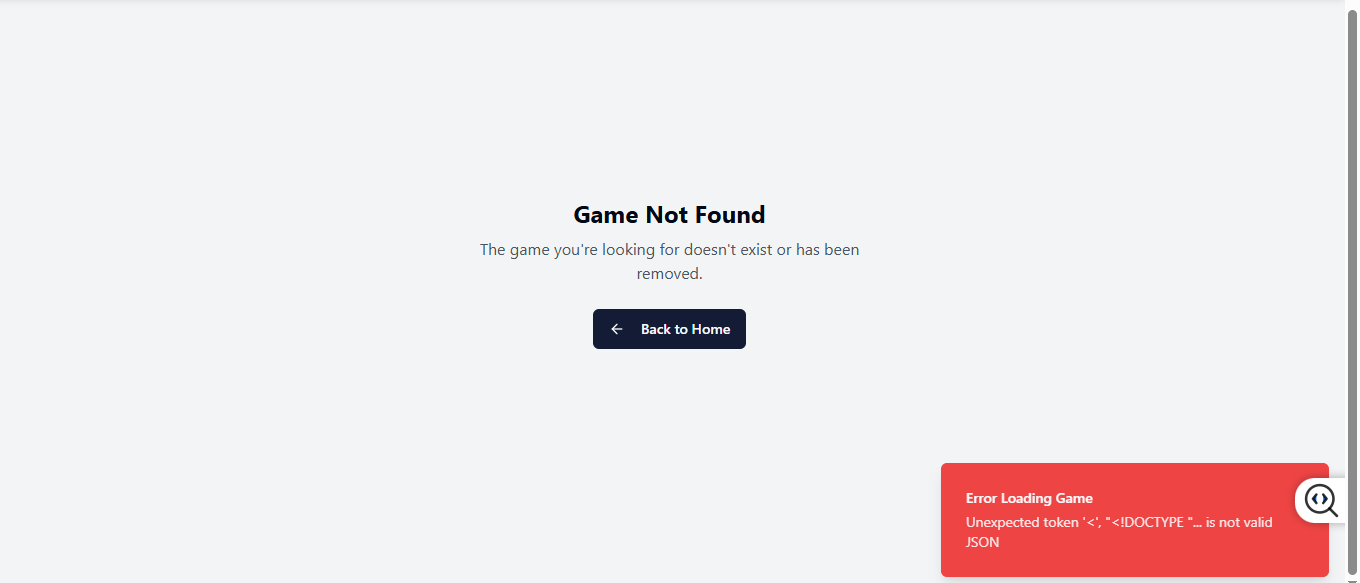 Game Not Found
The game you're looking for doesn't exist or has been
removed.
Back to Home
Error Loading Game
Unexpected token '<', "<!DOCTYPE "... is not valid
JSON